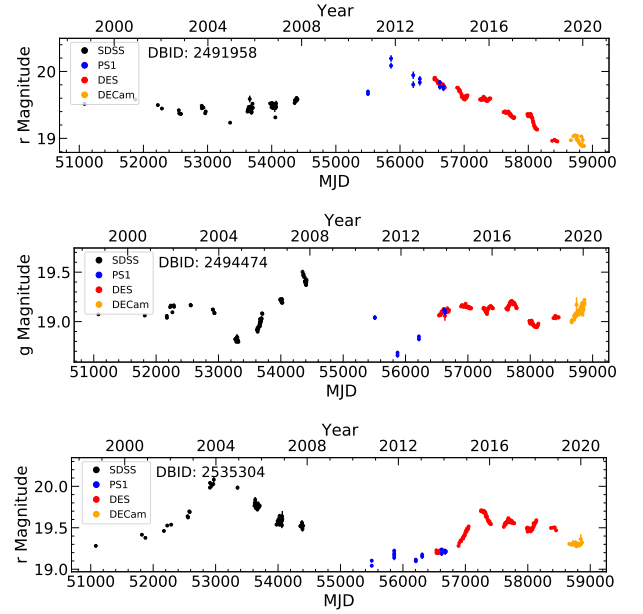 Year
2000 2004 2008 2012 2016 2020
SDSS
PS1
DES
DECam
DBID: 2491958
r Magnitude
20
19
51000 52000 53000 54000 55000 56000 57000 58000 59000
MJD
Year
2000 2004 2008 2012 2016 2020
SDSS
PS1
DES
DECam
DBID: 2494474
g Magnitude
19.5
19.0
51000 52000 53000 54000 55000 56000 57000 58000 59000
MJD
Year
2000 2004 2008 2012 2016 2020
SDSS
PS1
DES
DECam
DBID: 2535304
r Magnitude
20.0
19.5
19.0
51000 52000 53000 54000 55000 56000 57000 58000 59000
MJD